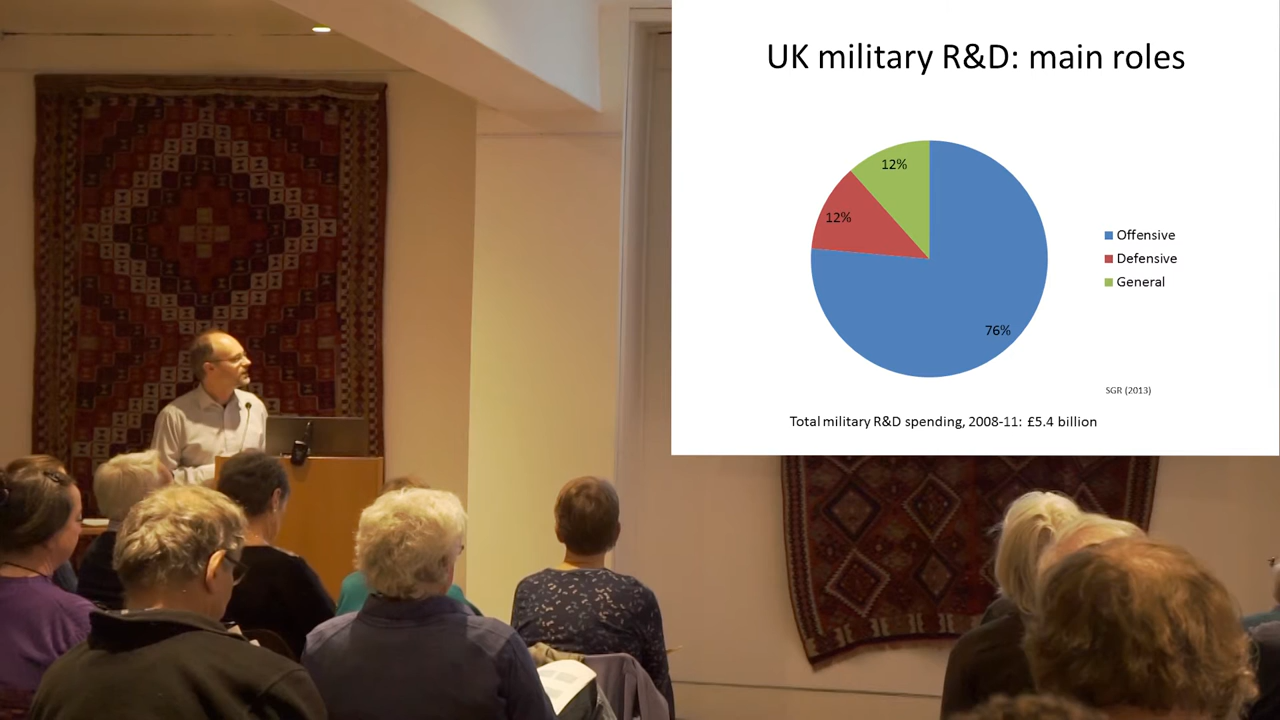 UK military R&D: main roles
12%
12%
76%
Offensive
Defensive
General
SGR (2013)
Total military R&D spending, 2008-11: £5.4 billion